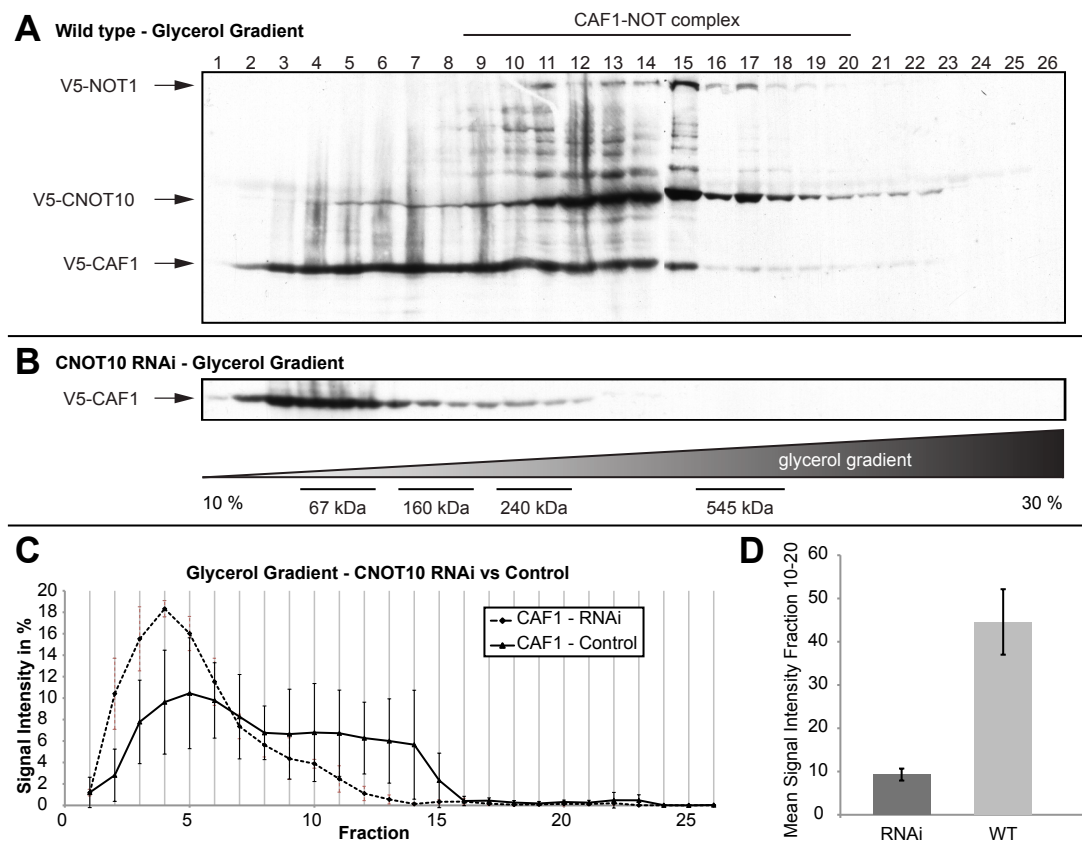 A Wild type - Glycerol Gradient
CAF1-NOT complex
1 2 3 4 5 6 7 8 9 10 11 12 13 14 15 16 17 18 19 20 21 22 23 24 25 26
V5-NOT1
V5-CNOT10
V5-CAF1
B CNOT10 RNAi - Glycerol Gradient
V5-CAF1
glycerol gradient
10 % 67 kDa 160 kDa 240 kDa 545 kDa 30 %
C
Glycerol Gradient - CNOT10 RNAi vs Control
Signal Intensity in %
20
18
16
14
12
10
8
6
4
2
0
CAF1 - RNAi
CAF1 - Control
0 5 10 15 20 25
Fraction
D
Mean Signal Intensity Fraction 10-20
60
50
40
30
20
10
0
RNAi WT